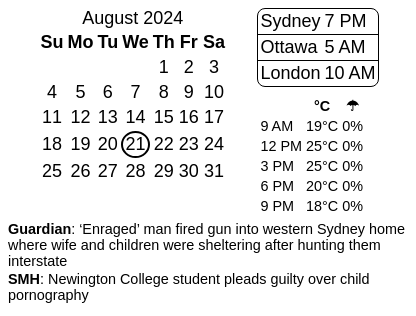 August 2024
Su Mo Tu We Th Fr Sa
1 2 3
4 5 6 7 8 9 10
11 12 13 14 15 16 17
18 19 20 21 22 23 24
25 26 27 28 29 30 31
Sydney 7 PM
Ottawa 5 AM
London 10 AM
°C ☂
9 AM 19°C 0%
12 PM 25°C 0%
3 PM 25°C 0%
6 PM 20°C 0%
9 PM 18°C 0%
Guardian: ‘Enraged’ man fired gun into western Sydney home
where wife and children were sheltering after hunting them
interstate
SMH: Newington College student pleads guilty over child
pornography